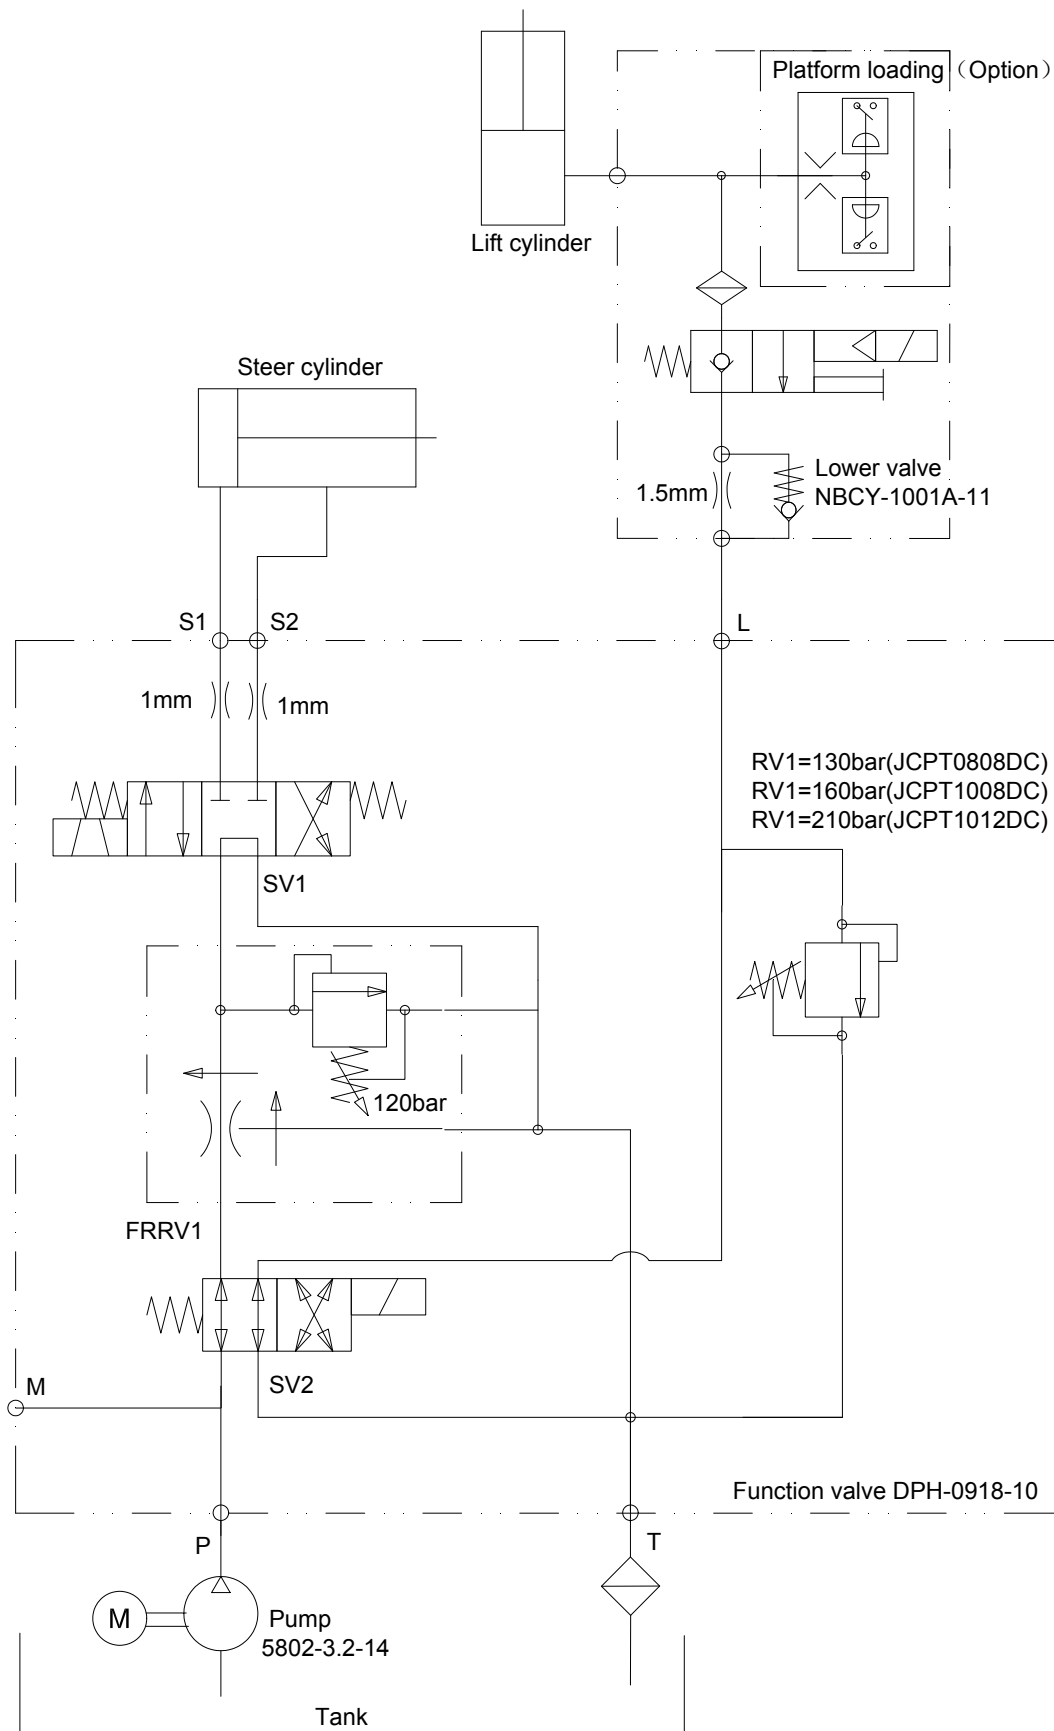 Platform loading（Option）
Lift cylinder
Steer cylinder
Lower valve
NBCY-1001A-11
1.5mm
S1
S2
L
1mm
1mm
RV1=130bar(JCPT0808DC)
RV1=160bar(JCPT1008DC)
RV1=210bar(JCPT1012DC)
SV1
120bar
FRRV1
SV2
M
Function valve DPH-0918-10
P
T
M
Pump
5802-3.2-14
Tank